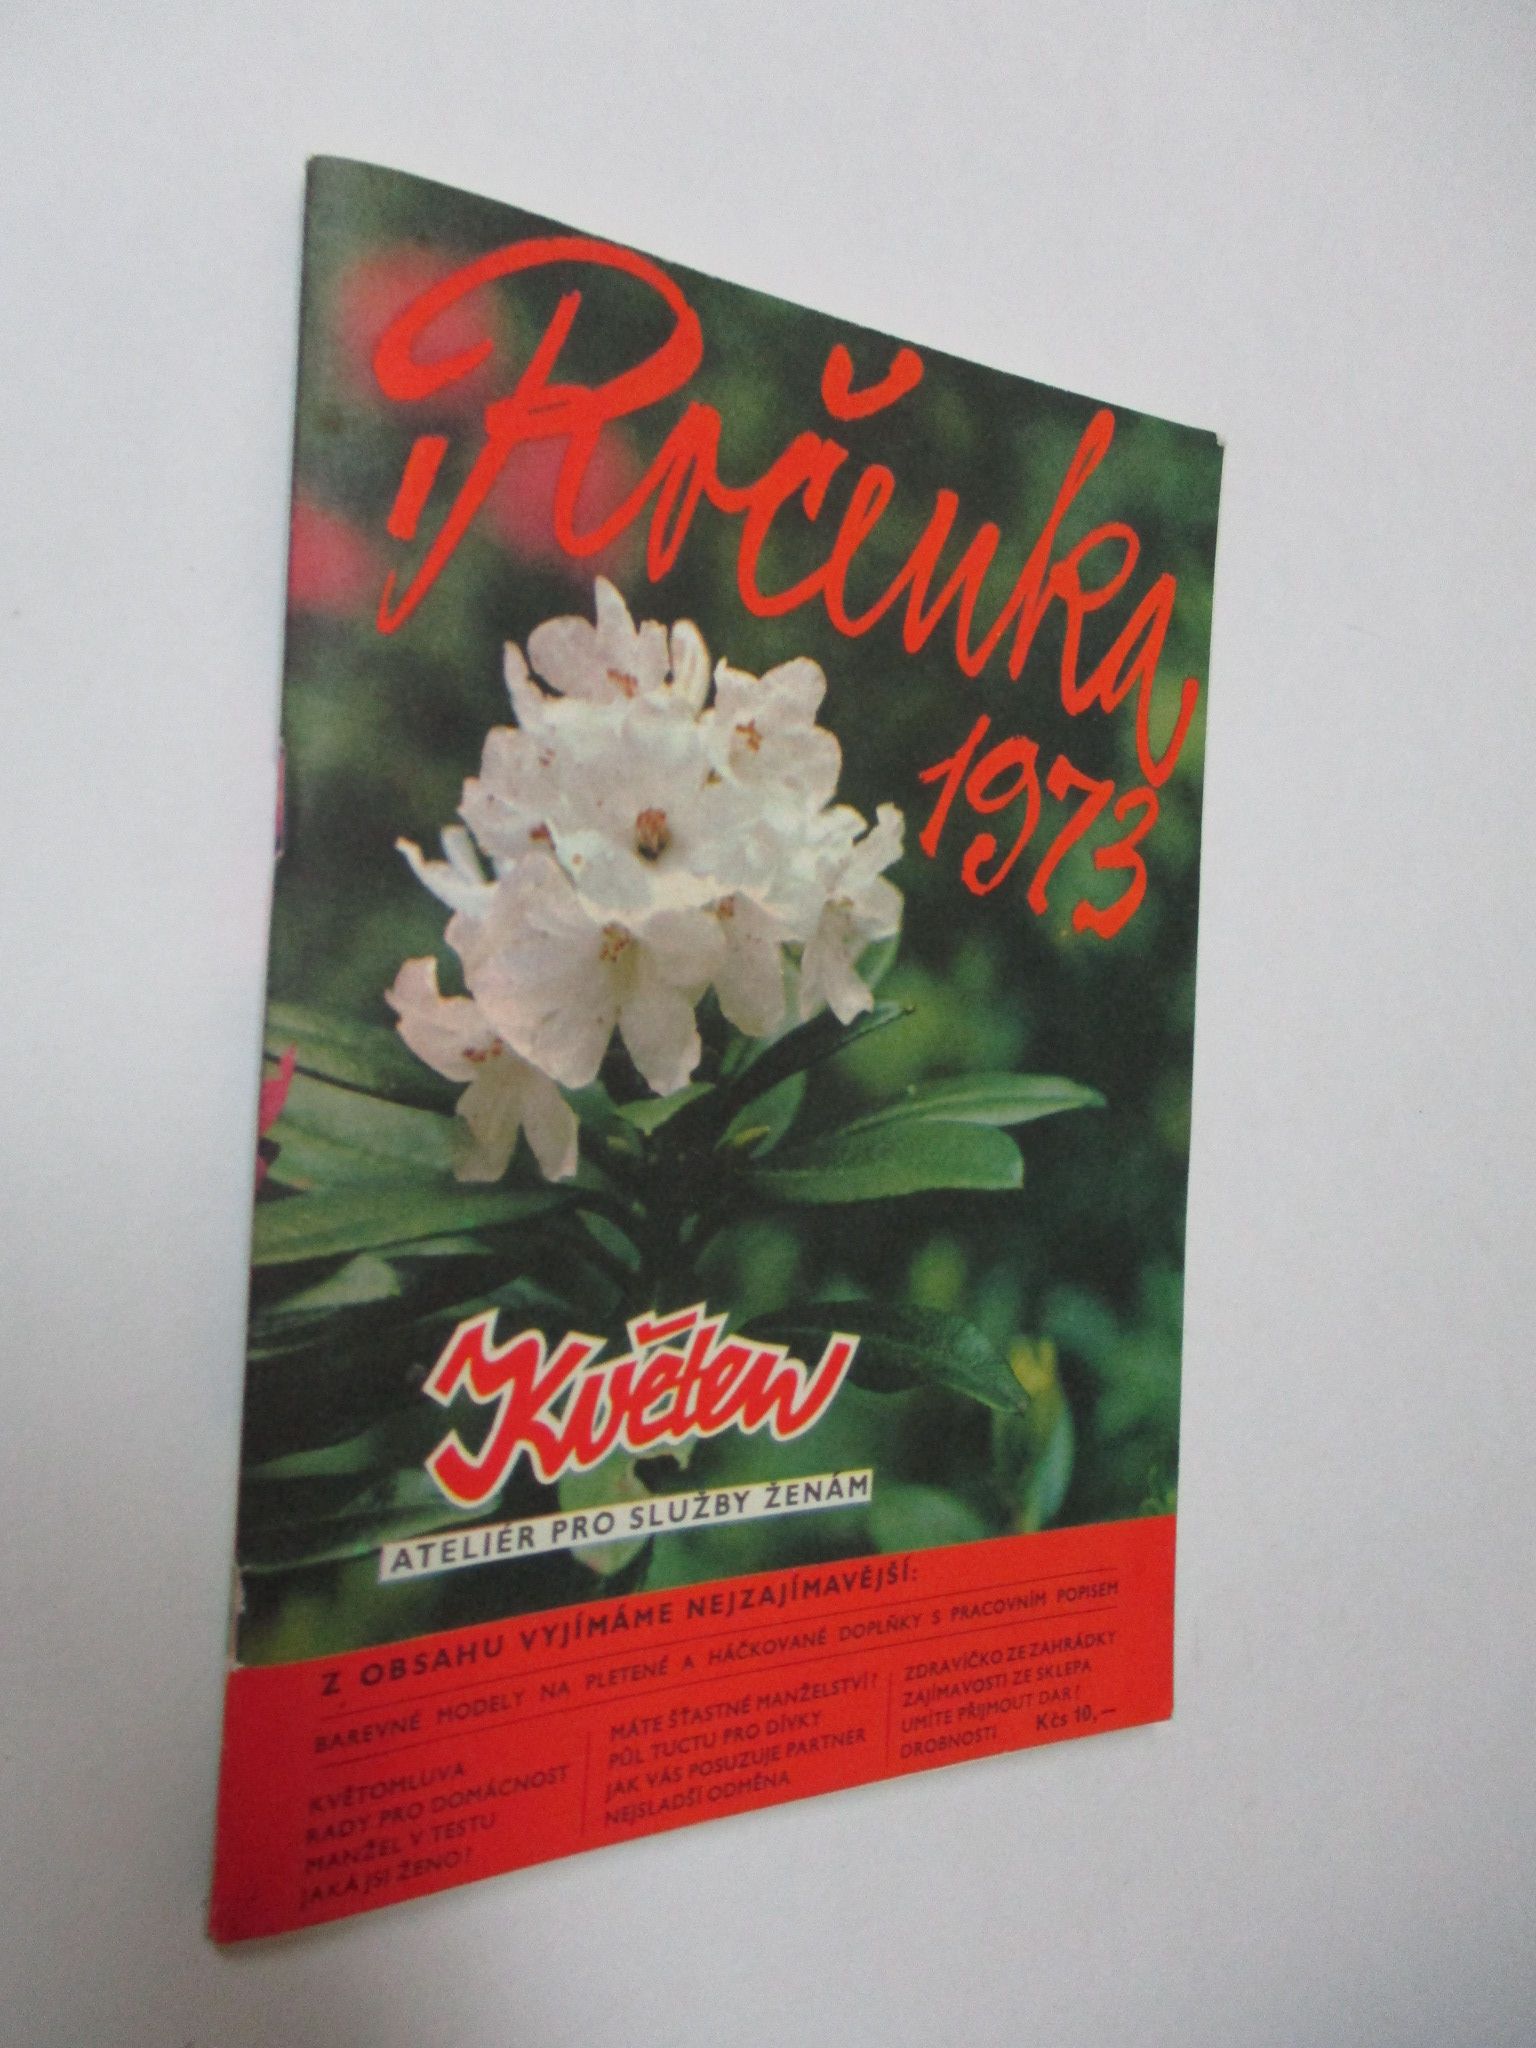 Ročenka
1973
Květen
ATELIÉR PRO SLUŽBY ŽENÁM
Z OBSAHU VYJÍMÁME NEJZAJÍMAVĚJŠÍ:
BAREVNÉ MODELY NA PLETENÉ A HÁČKOVANÉ DOPLŇKY S PRACOVNÍM POPISEM
KVĚTOMLUVA
RADY PRO DOMÁCNOST
MANŽEL V TESTU
JAKÁ JSI ŽENO?
MÁTE ŠŤASTNÉ MANŽELSTVÍ?
PŮL TUCTU PRO DÍVKY
JAK VÁS POSUZUJE PARTNER
NEJSLADŠÍ ODMĚNA
ZDRAVÍČKO ZE ZAHRÁDKY
ZAJÍMAVOSTI ZE SKLEPA
UMÍTE PŘIJMOUT DAR?
DROBNOSTI
Kčs 10,—